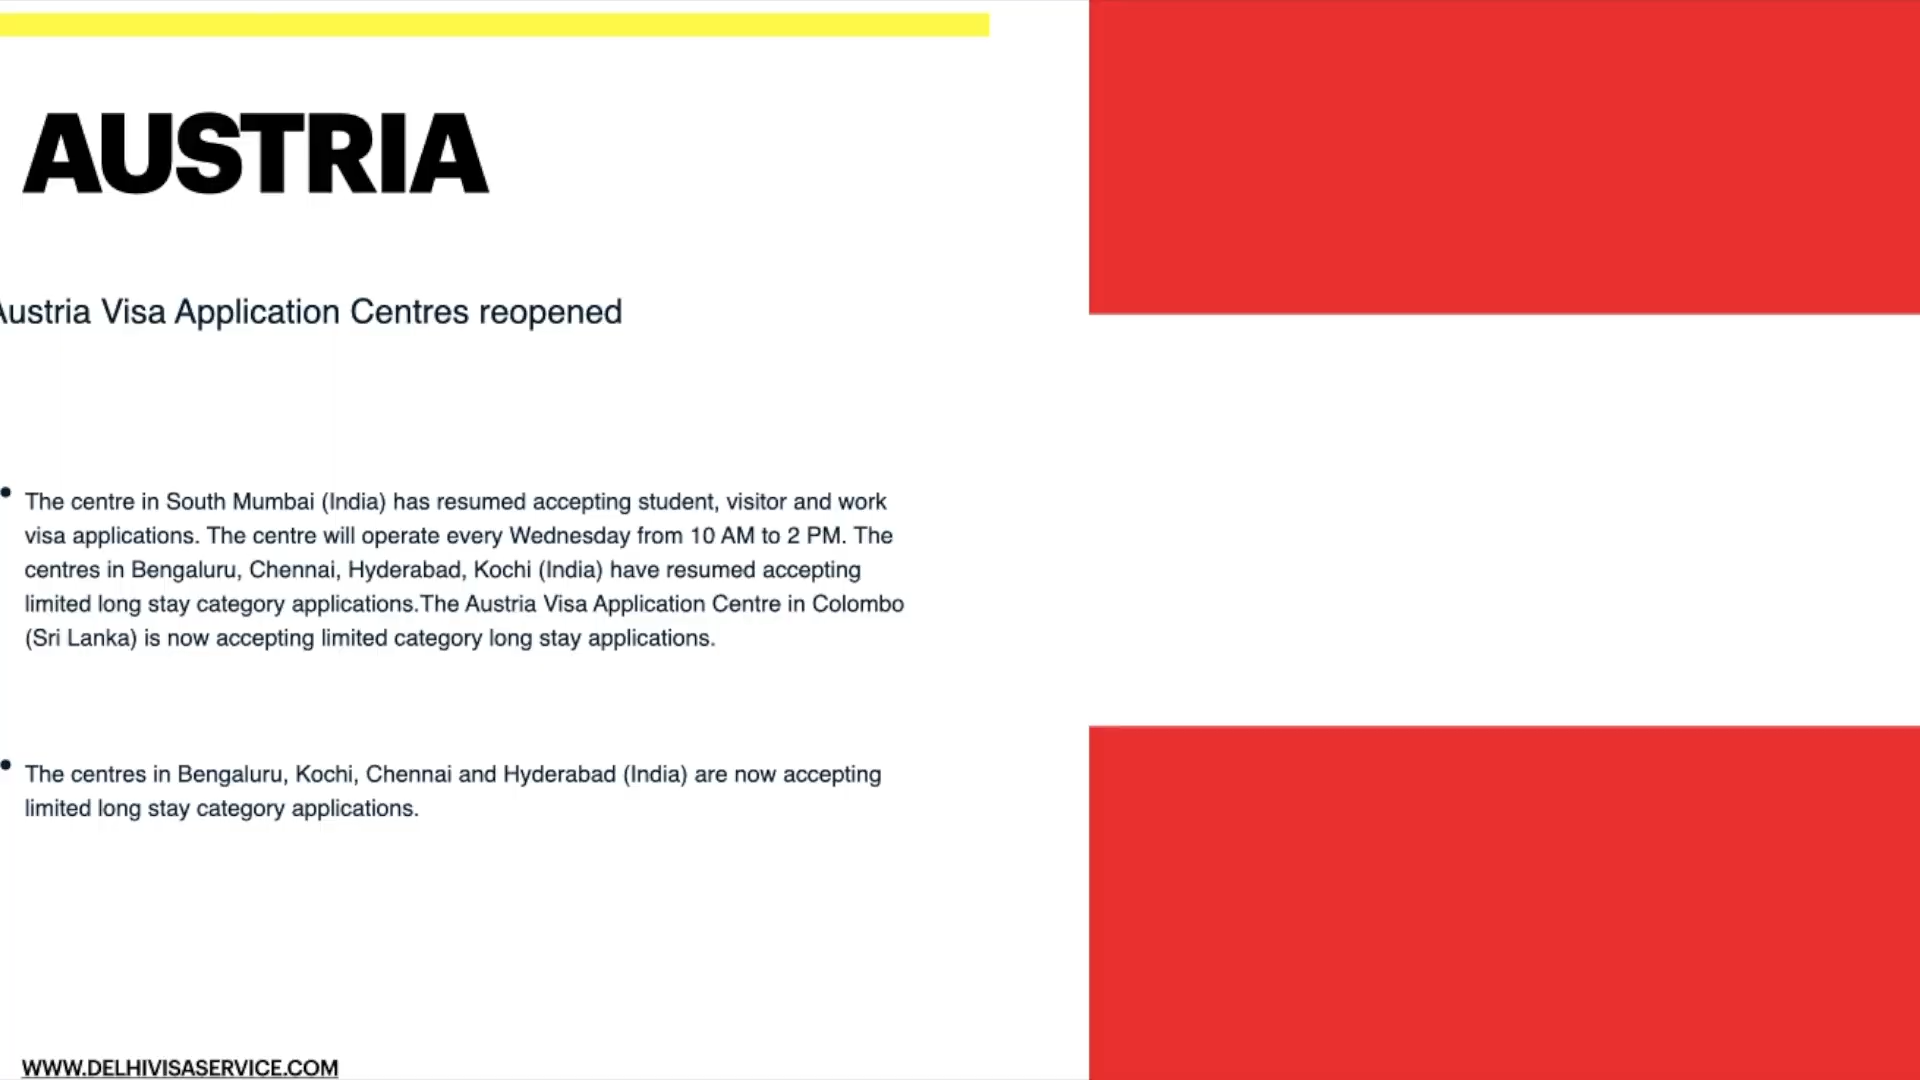 AUSTRIA
Austria Visa Application Centres reopened
• The centre in South Mumbai (India) has resumed accepting student, visitor and work
visa applications. The centre will operate every Wednesday from 10 AM to 2 PM. The
centres in Bengaluru, Chennai, Hyderabad, Kochi (India) have resumed accepting
limited long stay category applications.The Austria Visa Application Centre in Colombo
(Sri Lanka) is now accepting limited category long stay applications.
• The centres in Bengaluru, Kochi, Chennai and Hyderabad (India) are now accepting
limited long stay category applications.
WWW.DELHIVISASERVICE.COM